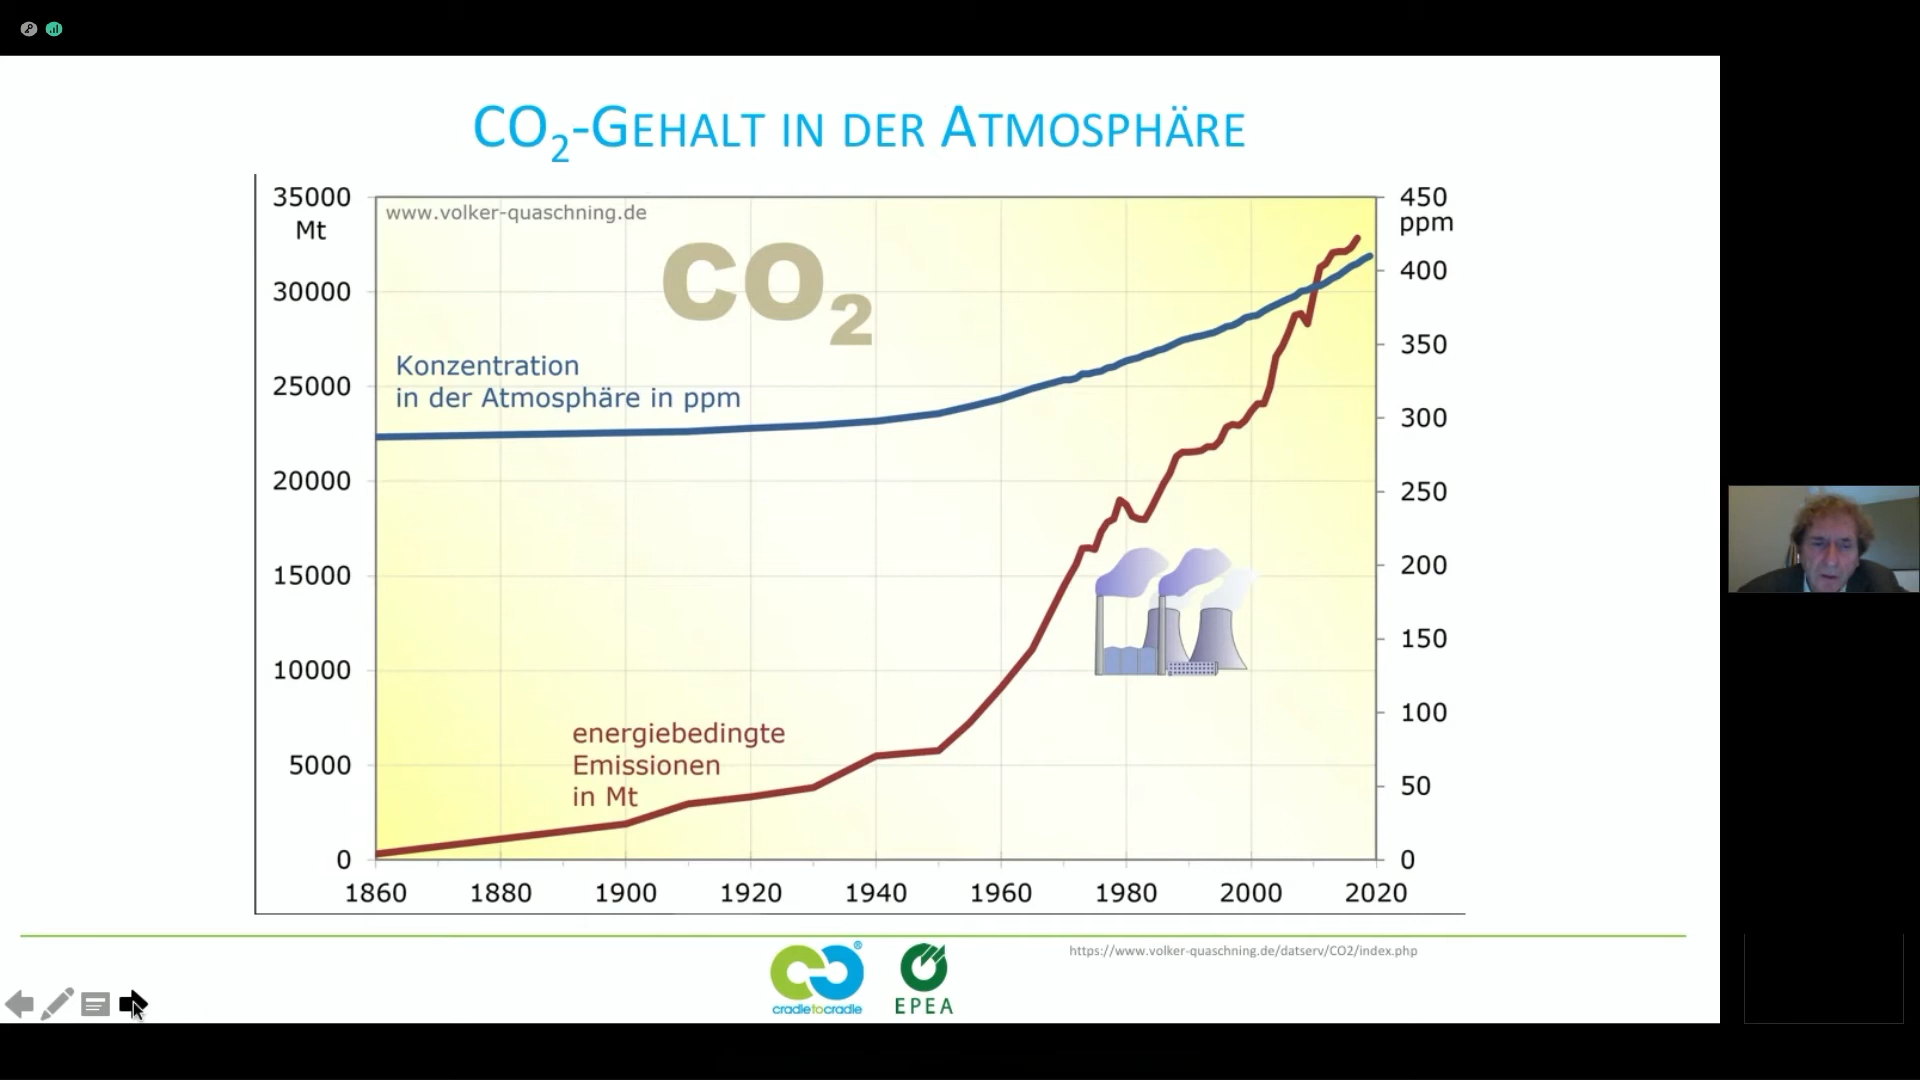 CO₂-GEHALT IN DER ATMOSPHÄRE
35000
Mt
30000
25000
20000
15000
10000
5000
0
www.volker-quaschning.de
CO₂
Konzentration
in der Atmosphäre in ppm
energiebedingte
Emissionen
in Mt
450
ppm
400
350
300
250
200
150
100
50
0
1860 1880 1900 1920 1940 1960 1980 2000 2020
cradletocradle
®
EPEA
https://www.volker-quaschning.de/datserv/CO2/index.php